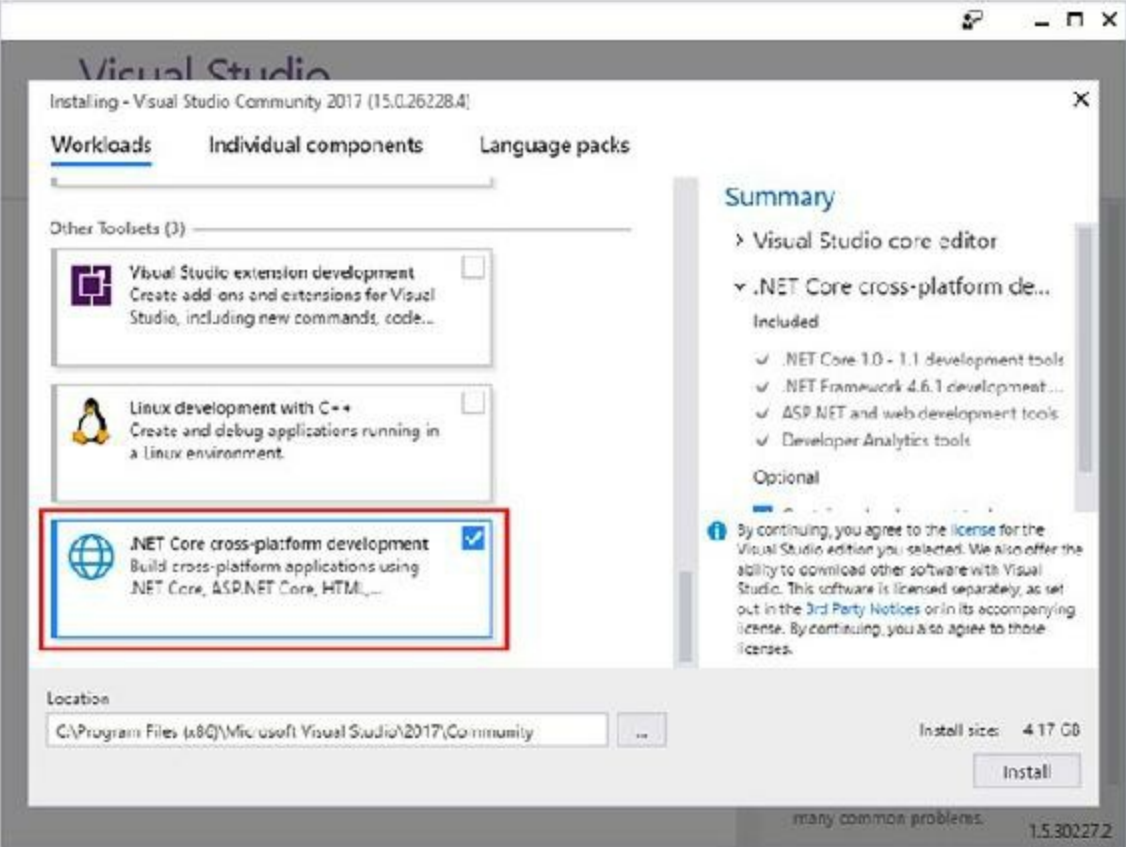 Visual Studio
Installing - Visual Studio Community 2017 (15.0.26228.4)
Workloads
Individual components
Language packs
Other Toolsets (3)
Visual Studio extension development
Create add-ons and extensions for Visual
Studio, including new commands, code...
Linux development with C++
Create and debug applications running in
a Linux environment.
.NET Core cross-platform development
Build cross-platform applications using
.NET Core, ASP.NET Core, HTML,...
Summary
Visual Studio core editor
.NET Core cross-platform de...
Included
.NET Core 1.0 - 1.1 development tools
.NET Framework 4.6.1 development ...
ASP.NET and web development tools
Developer Analytics tools
Optional
By continuing, you agree to the license for the
Visual Studio edition you selected. We also offer the
ability to download other software with Visual
Studio. This software is licensed separately, as set
out in the 3rd Party Notices or in its accompanying
license. By continuing, you also agree to those
licenses.
Location
C:\Program Files (x86)\Microsoft Visual Studio\2017\Community
...
Install size: 4.17 GB
Install
many common problems.
1.5.30227.2